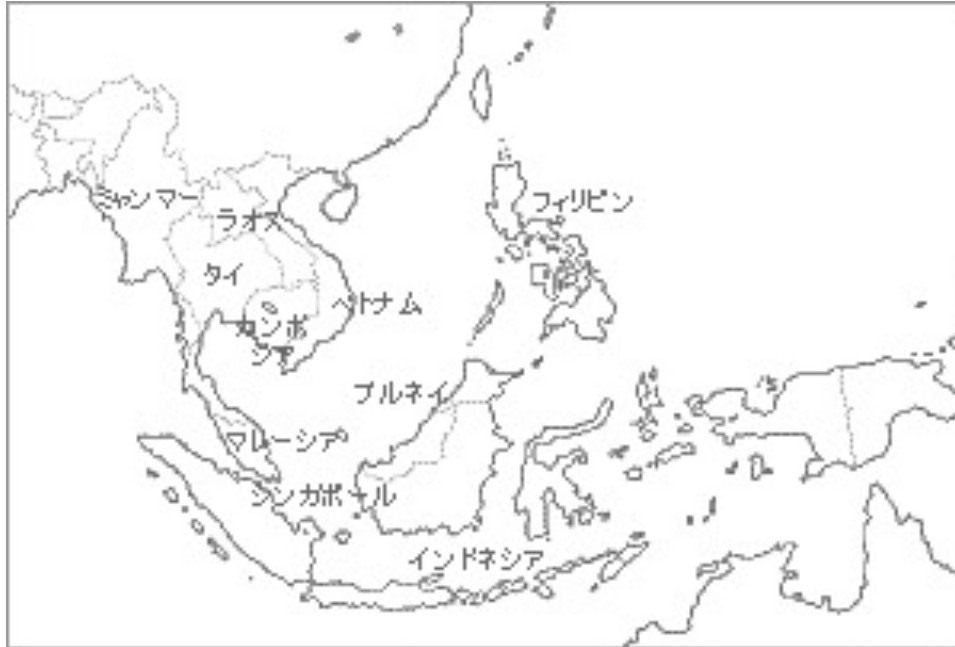 ミャンマー
ラオス
フィリピン
タイ
ベトナム
カンボ
ジア
ブルネイ
マレーシア
シンガポール
インドネシア